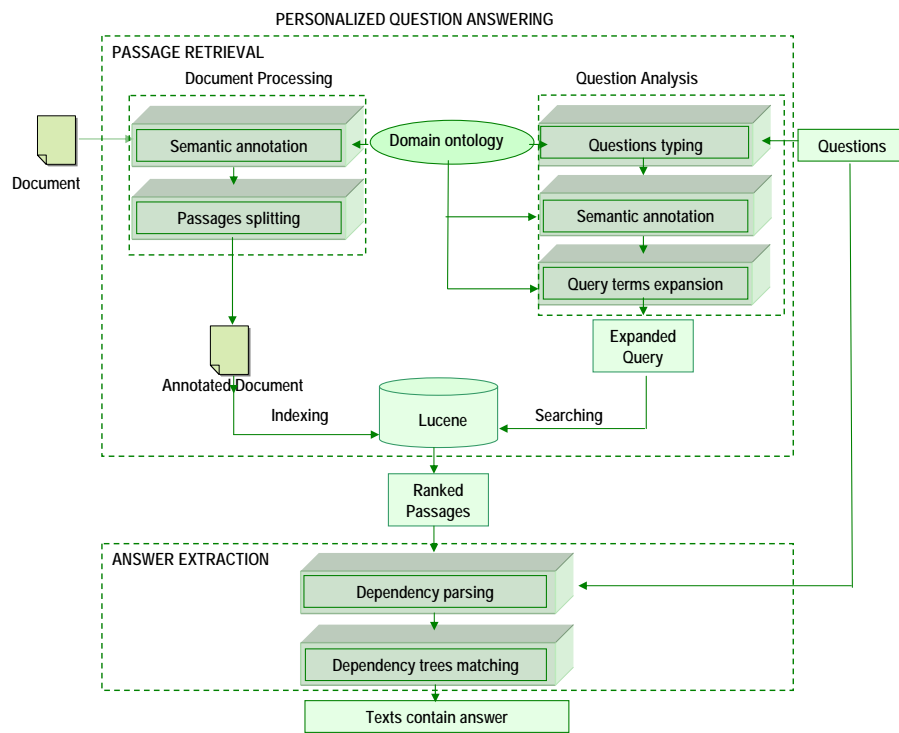 PERSONALIZED QUESTION ANSWERING
PASSAGE RETRIEVAL
Document Processing
Question Analysis
Semantic annotation
Domain ontology
Questions typing
Questions
Document
Passages splitting
Semantic annotation
Query terms expansion
Expanded
Query
Annotated Document
Indexing
Lucene
Searching
Ranked
Passages
ANSWER EXTRACTION
Dependency parsing
Dependency trees matching
Texts contain answer